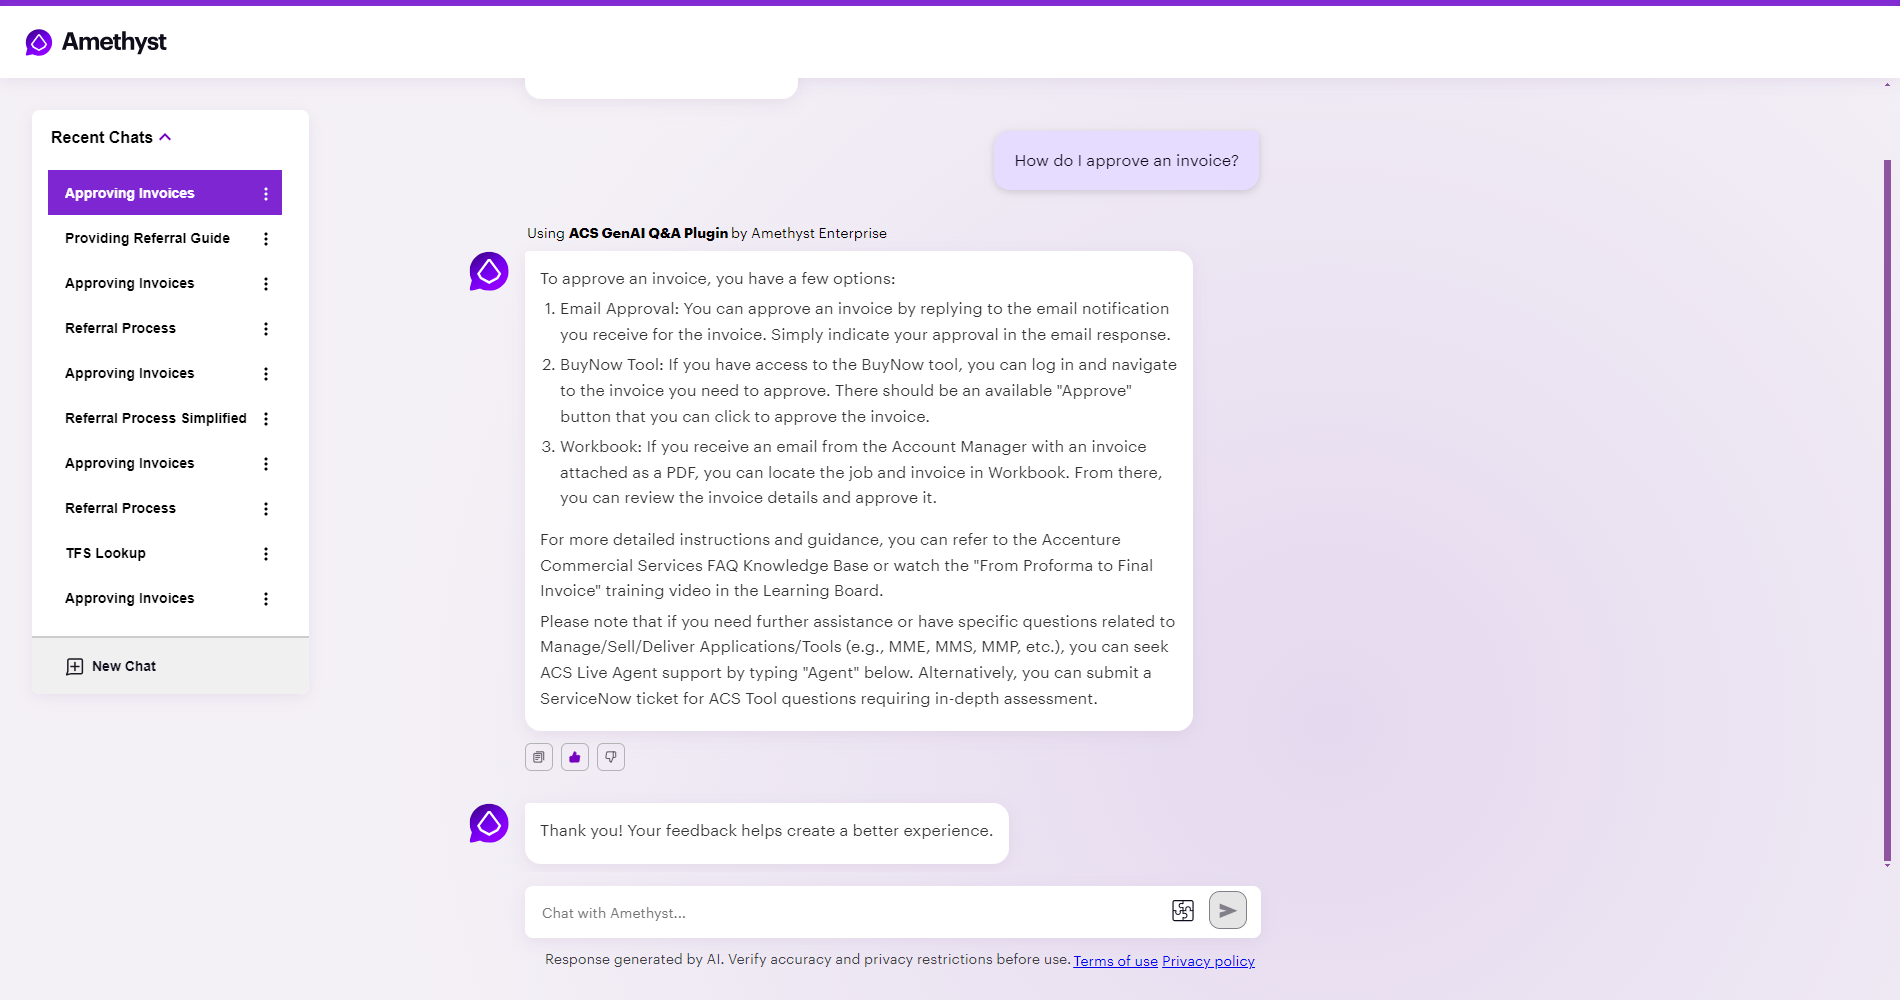 Amethyst
Recent Chats
Approving Invoices
Providing Referral Guide
Approving Invoices
Referral Process
Approving Invoices
Referral Process Simplified
Approving Invoices
Referral Process
TFS Lookup
Approving Invoices
New Chat
How do I approve an invoice?
Using ACS GenAI Q&A Plugin by Amethyst Enterprise
To approve an invoice, you have a few options:
1. Email Approval: You can approve an invoice by replying to the email notification
you receive for the invoice. Simply indicate your approval in the email response.
2. BuyNow Tool: If you have access to the BuyNow tool, you can log in and navigate
to the invoice you need to approve. There should be an available "Approve"
button that you can click to approve the invoice.
3. Workbook: If you receive an email from the Account Manager with an invoice
attached as a PDF, you can locate the job and invoice in Workbook. From there,
you can review the invoice details and approve it.
For more detailed instructions and guidance, you can refer to the Accenture
Commercial Services FAQ Knowledge Base or watch the "From Proforma to Final
Invoice" training video in the Learning Board.
Please note that if you need further assistance or have specific questions related to
Manage/Sell/Deliver Applications/Tools (e.g., MME, MMS, MMP, etc.), you can seek
ACS Live Agent support by typing "Agent" below. Alternatively, you can submit a
ServiceNow ticket for ACS Tool questions requiring in-depth assessment.
Thank you! Your feedback helps create a better experience.
Chat with Amethyst...
Response generated by AI. Verify accuracy and privacy restrictions before use. Terms of use Privacy policy